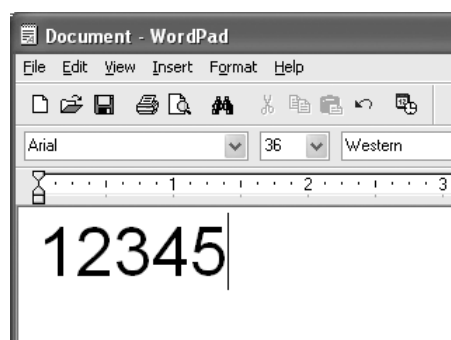 Document - WordPad
File Edit View Insert Format Help
Arial 36 Western
1 2 3
12345